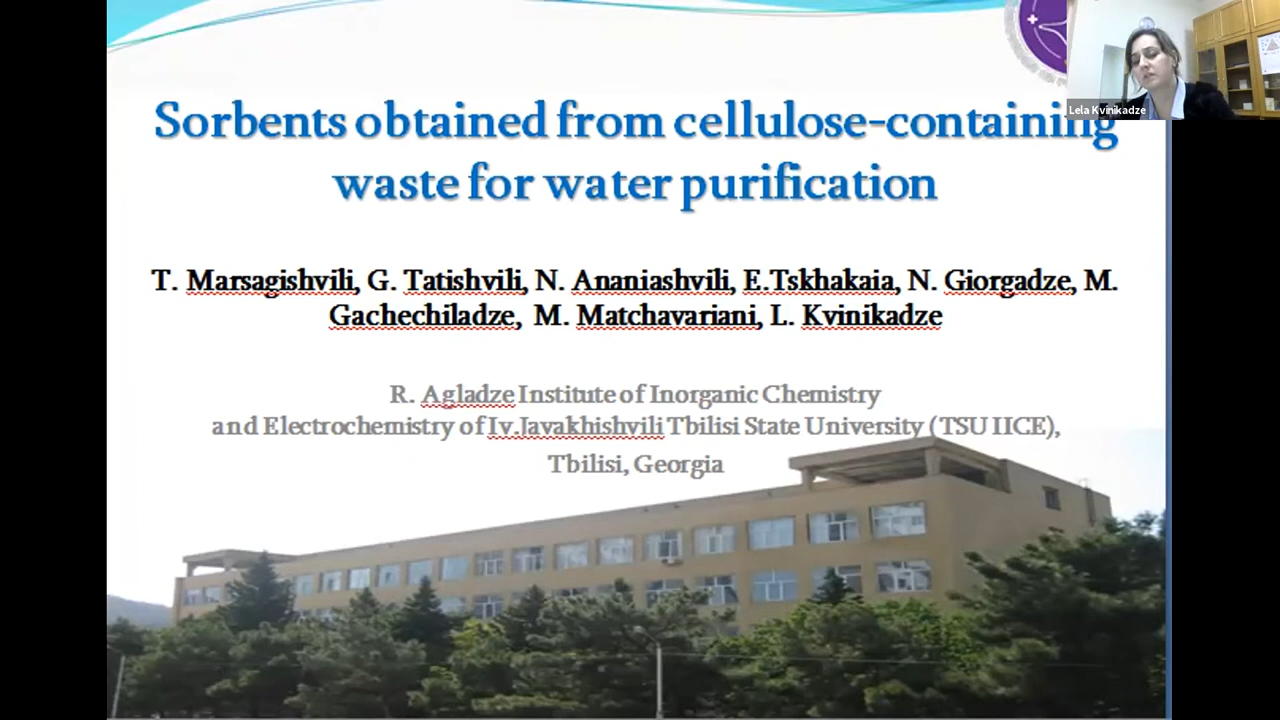 Lela Kvinikadze
Sorbents obtained from cellulose-containing
waste for water purification
T. Marsagishvili, G. Tatishvili, N. Ananiashvili, E.Tskhakaia, N. Giorgadze, M.
Gachechiladze, M. Matchavariani, L. Kvinikadze
R. Agladze Institute of Inorganic Chemistry
and Electrochemistry of Iv.Javakhishvili Tbilisi State University (TSU IICE),
Tbilisi, Georgia